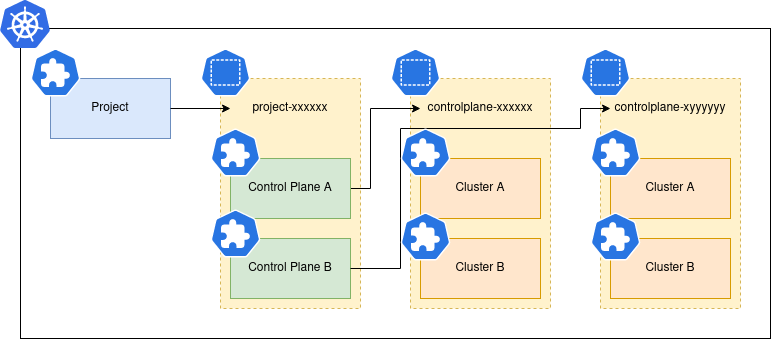 Project
project-xxxxxx
controlplane-xxxxxx
controlplane-xyyyyyy
Control Plane A
Cluster A
Cluster A
Control Plane B
Cluster B
Cluster B